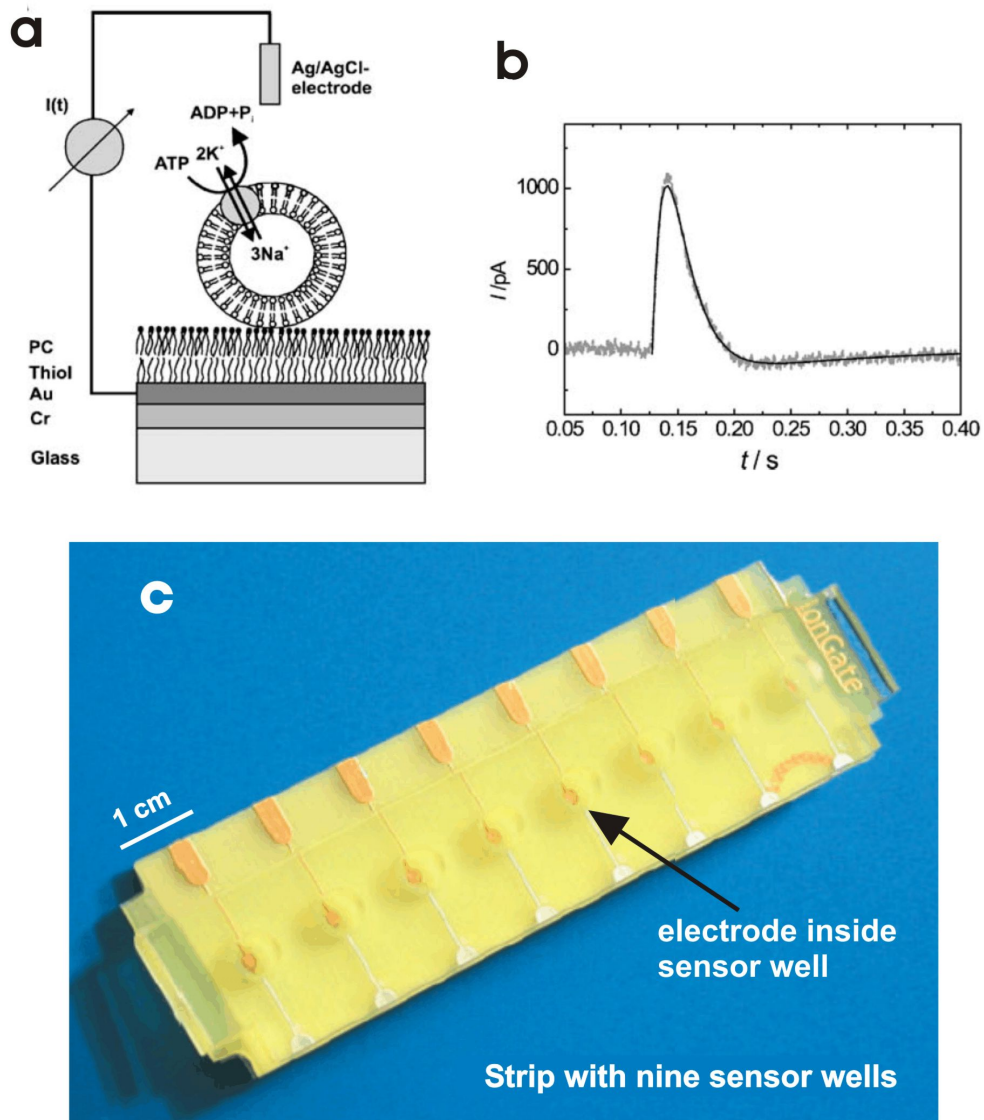 a
Ag/AgCl-
electrode
I(t)
ADP+Pi
ATP
2K+
3Na+
PC
Thiol
Au
Cr
Glass
b
I/pA
1000
500
0
0.05 0.10 0.15 0.20 0.25 0.30 0.35 0.40
t / s
c
1 cm
IonGate
electrode inside
sensor well
Strip with nine sensor wells